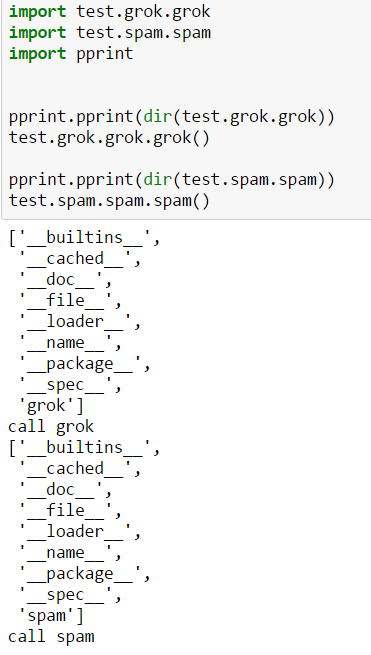 import test.grok.grok
import test.spam.spam
import pprint
pprint.pprint(dir(test.grok.grok))
test.grok.grok.grok()
pprint.pprint(dir(test.spam.spam))
test.spam.spam.spam()
['__builtins__',
'__cached__',
'__doc__',
'__file__',
'__loader__',
'__name__',
'__package__',
'__spec__',
'grok']
call grok
['__builtins__',
'__cached__',
'__doc__',
'__file__',
'__loader__',
'__name__',
'__package__',
'__spec__',
'spam']
call spam